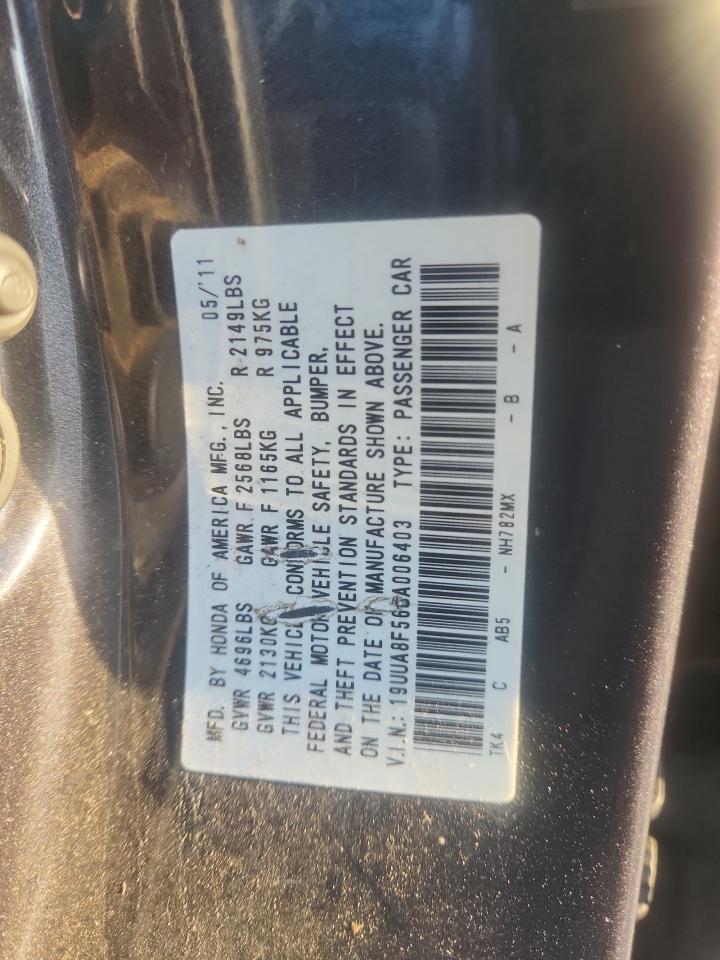 MFD. BY HONDA OF AMERICA MFG., INC. 05/'11
GVWR 4696LBS GAWR F 2568LBS R 2149LBS
GVWR 2130KG GAWR F 1165KG R 975KG
THIS VEHICLE CONFORMS TO ALL APPLICABLE
FEDERAL MOTOR VEHICLE SAFETY, BUMPER,
AND THEFT PREVENTION STANDARDS IN EFFECT
ON THE DATE OF MANUFACTURE SHOWN ABOVE.
V.I.N.: 19UUA8F56CA006403 TYPE: PASSENGER CAR
TK4 C AB5 - NH782MX - B - A